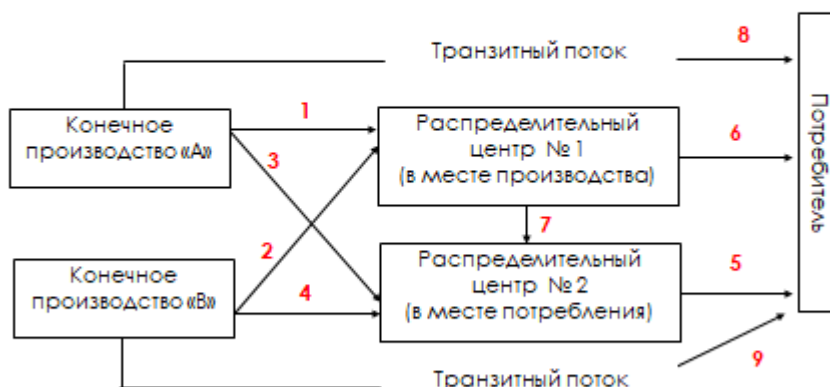 Транзитный поток
8
Конечное
производство «А»
1
3
Распределительный
центр № 1
(в месте производства)
6
Потребитель
2
7
Конечное
производство «В»
4
Распределительный
центр № 2
(в месте потребления)
5
Транзитный поток
9